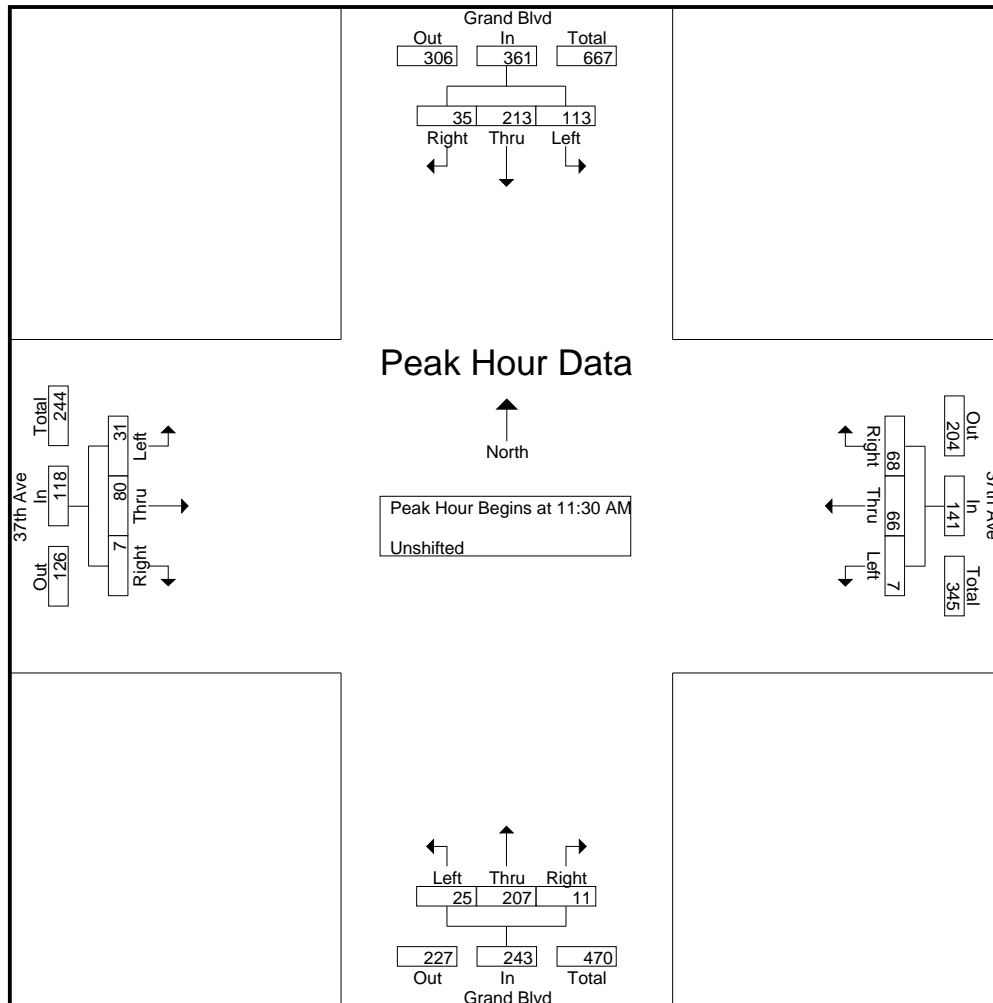 Grand Blvd
Out In Total
306 361 667
35 213 113
Right Thru Left
Peak Hour Data
North
Peak Hour Begins at 11:30 AM
Unshifted
37th Ave
Total In Out
244 118 126
31 80 7
Left Thru Right
37th Ave
Out In Total
204 141 345
68 66 7
Right Thru Left
Left Thru Right
25 207 11
227 243 470
Out In Total
Grand Blvd